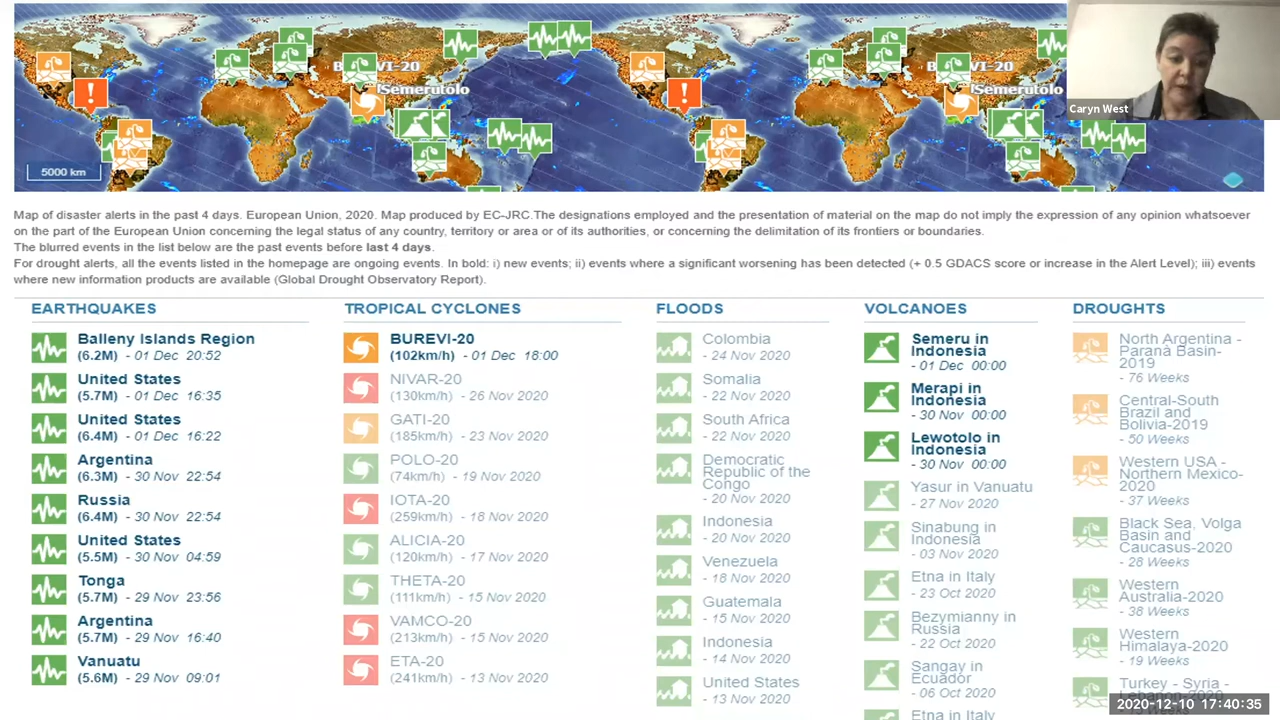 B VI-20
Semerutolo
B VI-20
Semerutolo
Caryn West
5000 km
Map of disaster alerts in the past 4 days. European Union, 2020. Map produced by EC-JRC.The designations employed and the presentation of material on the map do not imply the expression of any opinion whatsoever
on the part of the European Union concerning the legal status of any country, territory or area or of its authorities, or concerning the delimitation of its frontiers or boundaries.
The blurred events in the list below are the past events before last 4 days.
For drought alerts, all the events listed in the homepage are ongoing events. In bold: i) new events; ii) events where a significant worsening has been detected (+ 0.5 GDACS score or increase in the Alert Level); iii) events
where new information products are available (Global Drought Observatory Report).
EARTHQUAKES
Balleny Islands Region
(6.2M) - 01 Dec 20:52
United States
(5.7M) - 01 Dec 16:35
United States
(6.4M) - 01 Dec 16:22
Argentina
(6.3M) - 30 Nov 22:54
Russia
(6.4M) - 30 Nov 22:54
United States
(5.5M) - 30 Nov 04:59
Tonga
(5.7M) - 29 Nov 23:56
Argentina
(5.7M) - 29 Nov 16:40
Vanuatu
(5.6M) - 29 Nov 09:01
TROPICAL CYCLONES
BUREVI-20
(102km/h) - 01 Dec 18:00
NIVAR-20
(130km/h) - 26 Nov 2020
GATI-20
(185km/h) - 23 Nov 2020
POLO-20
(74km/h) - 19 Nov 2020
IOTA-20
(259km/h) - 18 Nov 2020
ALICIA-20
(120km/h) - 17 Nov 2020
THETA-20
(111km/h) - 15 Nov 2020
VAMCO-20
(213km/h) - 15 Nov 2020
ETA-20
(241km/h) - 13 Nov 2020
FLOODS
Colombia
- 24 Nov 2020
Somalia
- 22 Nov 2020
South Africa
- 22 Nov 2020
Democratic
Republic of the
Congo
- 20 Nov 2020
Indonesia
- 20 Nov 2020
Venezuela
- 18 Nov 2020
Guatemala
- 15 Nov 2020
Indonesia
- 14 Nov 2020
United States
- 13 Nov 2020
VOLCANOES
Semeru in
Indonesia
- 01 Dec 00:00
Merapi in
Indonesia
- 30 Nov 00:00
Lewotolo in
Indonesia
- 30 Nov 00:00
Yasur in Vanuatu
- 27 Nov 2020
Sinabung in
Indonesia
- 03 Nov 2020
Etna in Italy
- 23 Oct 2020
Bezymianny in
Russia
- 22 Oct 2020
Sangay in
Ecuador
- 06 Oct 2020
Etna in Italy
DROUGHTS
North Argentina -
Paraná Basin-
2019
- 76 Weeks
Central-South
Brazil and
Bolivia-2019
- 50 Weeks
Western USA -
Northern Mexico-
2020
- 37 Weeks
Black Sea, Volga
Basin and
Caucasus-2020
- 28 Weeks
Western
Australia-2020
- 38 Weeks
Western
Himalaya-2020
- 19 Weeks
Turkey - Syria -
Lebanon-2020
2020-12-10 17:40:35